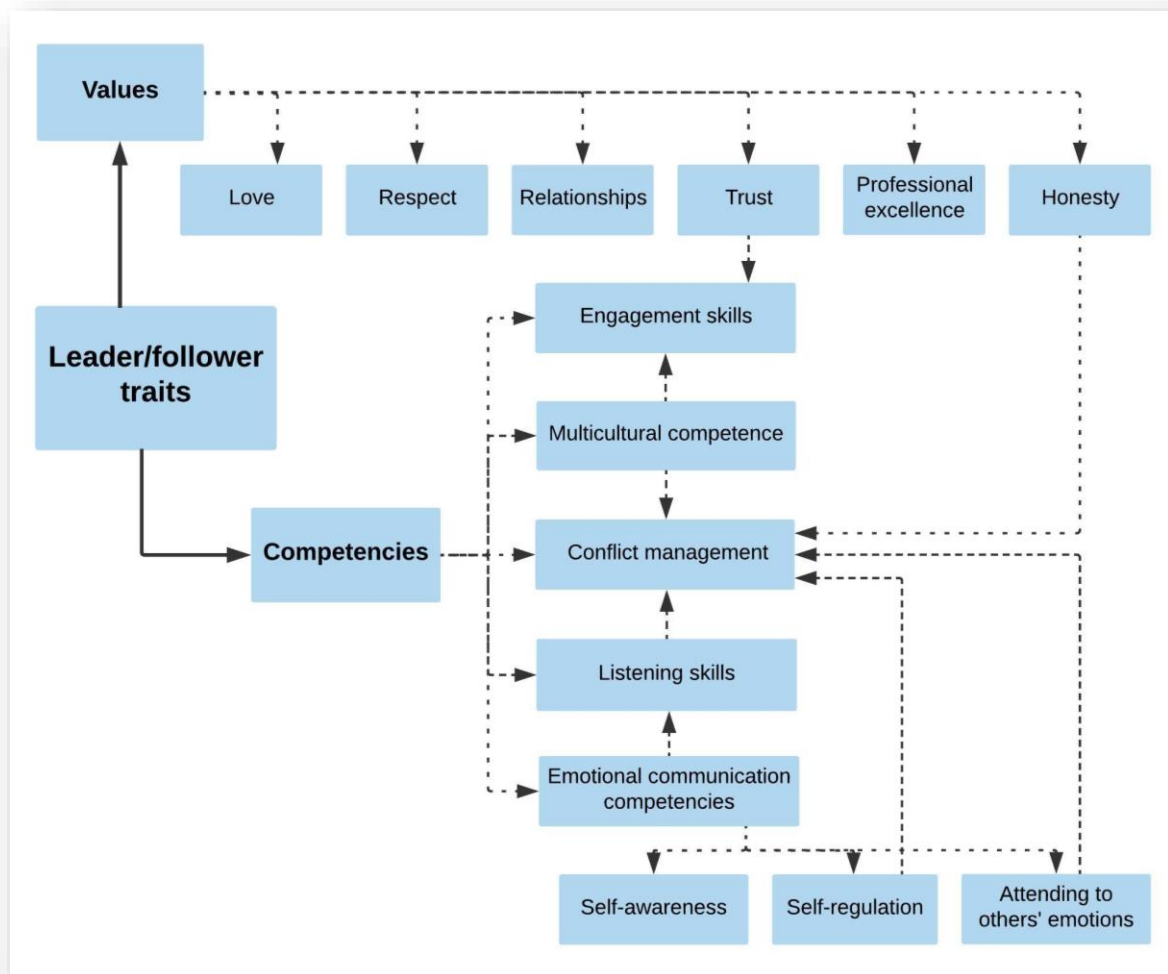 Values
Love
Respect
Relationships
Trust
Professional
excellence
Honesty
Engagement skills
Leader/follower
traits
Multicultural competence
Competencies
Conflict management
Listening skills
Emotional communication
competencies
Self-awareness
Self-regulation
Attending to
others' emotions